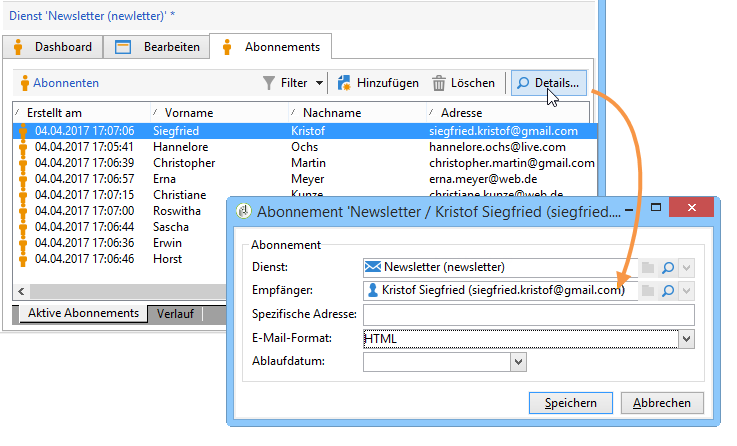 Dienst 'Newsletter (newletter)' *
Dashboard Bearbeiten Abonnements
Abonnenten Filter Hinzufügen Löschen Details...
Erstellt am Vorname Nachname Adresse
04.04.2017 17:07:06 Siegfried Kristof siegfried.kristof@gmail.com
04.04.2017 17:05:41 Hannelore Ochs hannelore.ochs@live.com
04.04.2017 17:06:39 Christopher Martin christopher.martin@gmail.com
04.04.2017 17:06:57 Erna Meyer erna.meyer@web.de
04.04.2017 17:07:15 Christiane Kunze christiane.kunze@web.de
04.04.2017 17:07:00 Roswitha
04.04.2017 17:06:44 Sascha
04.04.2017 17:06:36 Erwin
04.04.2017 17:06:46 Horst
Aktive Abonnements Verlauf
Abonnement 'Newsletter / Kristof Siegfried (siegfried....
Abonnement
Dienst: Newsletter (newsletter)
Empfänger: Kristof Siegfried (siegfried.kristof@gmail.com)
Spezifische Adresse:
E-Mail-Format: HTML
Ablaufdatum:
Speichern Abbrechen